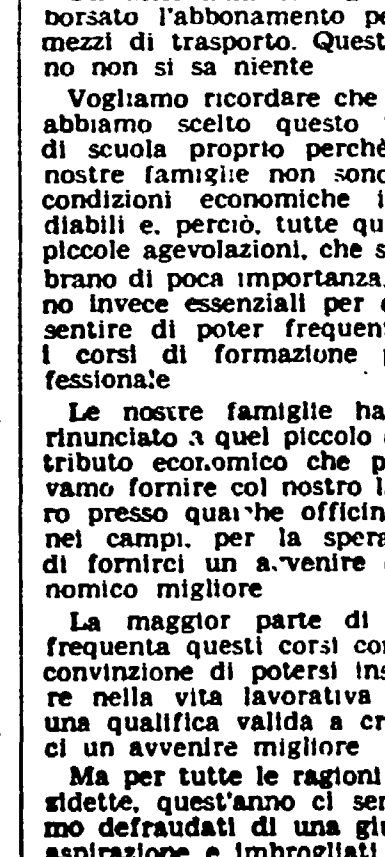 borsato l'abbonamento pe
mezzi di trasporto. Quest
no non si sa niente
Vogliamo ricordare che
abbiamo scelto questo
di scuola proprio perchè
nostre famiglie non sono
condizioni economiche i
diabili e, perciò, tutte qu
piccole agevolazioni, che s
brano di poca importanza,
no invece essenziali per
sentire di poter frequent
i corsi di formazione p
fessionale
Le nostre famiglie ha
rinunciato a quel piccolo
tributo economico che p
vamo fornire col nostro l
ro presso qualche officin
nei campi, per la spera
di fornirci un avvenire
nomico migliore
La maggior parte di
frequenta questi corsi con
convinzione di potersi ins
re nella vita lavorativa
una qualifica valida a cr
ci un avvenire migliore
Ma per tutte le ragioni
sidette, quest'anno ci sen
mo defraudati di una giu
aspirazione e imbrogliati